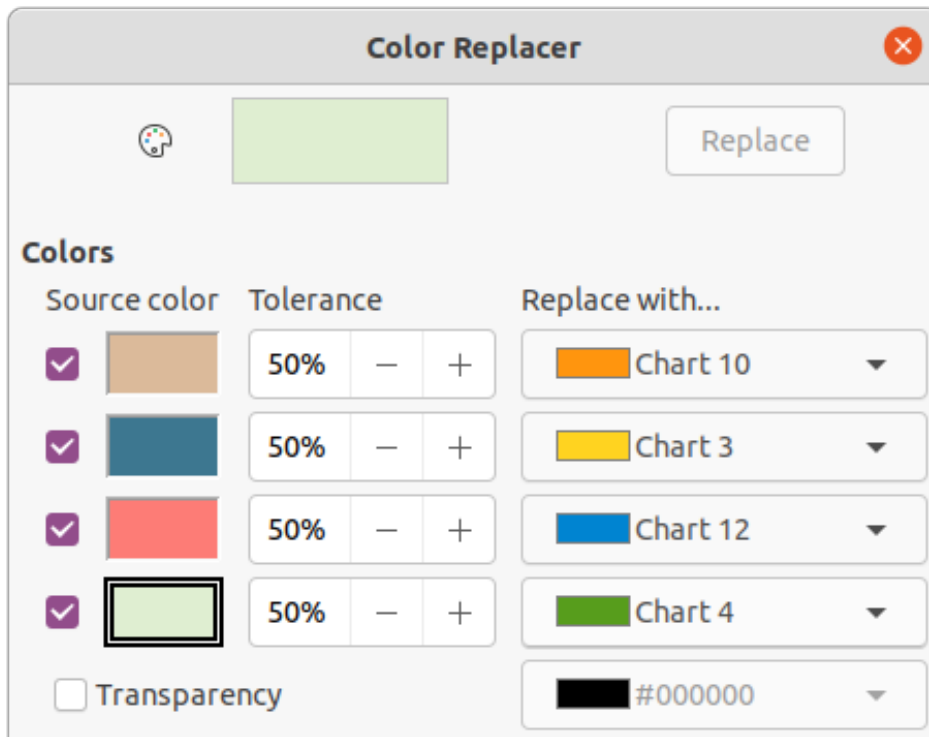 Color Replacer
Replace
Colors
Source color Tolerance Replace with...
50% − + Chart 10
50% − + Chart 3
50% − + Chart 12
50% − + Chart 4
Transparency #000000